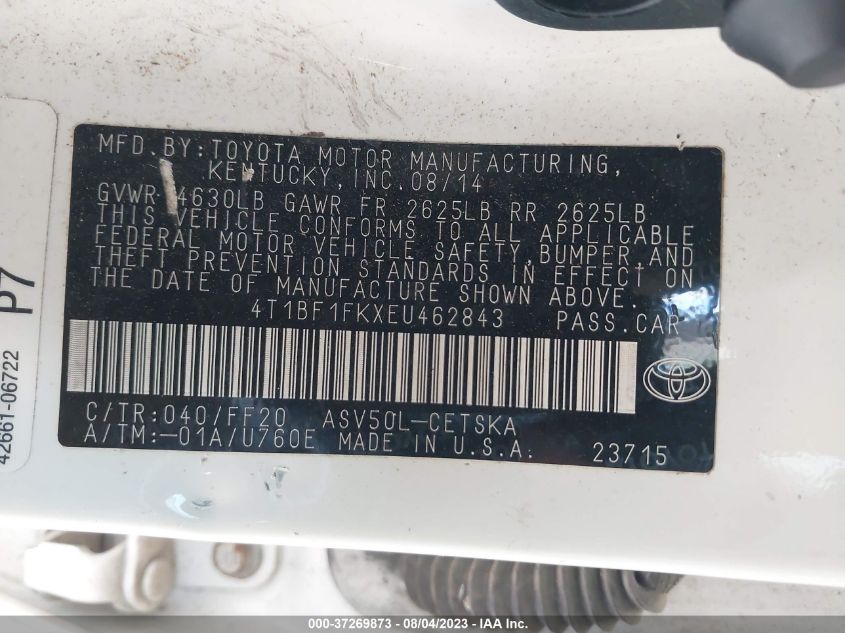 MFD.BY:TOYOTA MOTOR MANUFACTURING,
KENTUCKY,INC.08/14
GVWR 4630LB GAWR FR 2625LB RR 2625LB
THIS VEHICLE CONFORMS TO ALL APPLICABLE
FEDERAL MOTOR VEHICLE SAFETY,BUMPER,AND
THEFT PREVENTION STANDARDS IN EFFECT ON
THE DATE OF MANUFACTURE SHOWN ABOVE.
4T1BF1FKXEU462843 PASS.CAR
C/TR:040/FF20 ASV50L-CETSKA
A/TM:-01A/U760E MADE IN U.S.A. 23715
42661-06722
P7
000-37269873 - 08/04/2023 - IAA Inc.